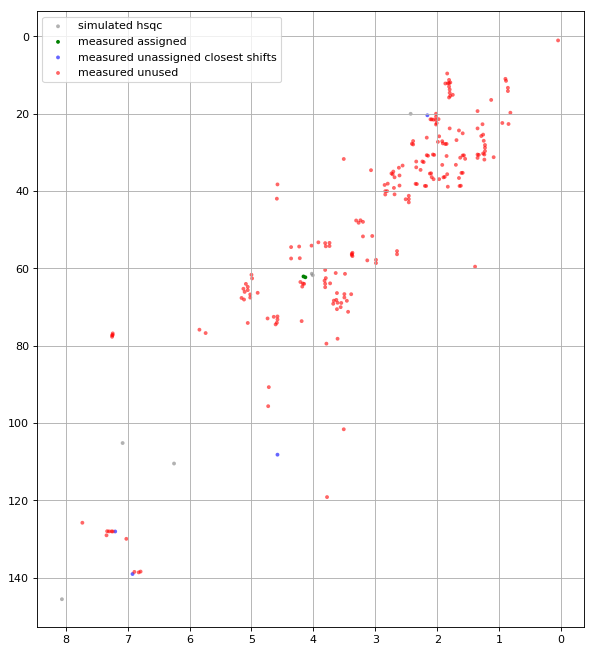 simulated hsqc
measured assigned
measured unassigned closest shifts
measured unused
0
20
40
60
80
100
120
140
8 7 6 5 4 3 2 1 0